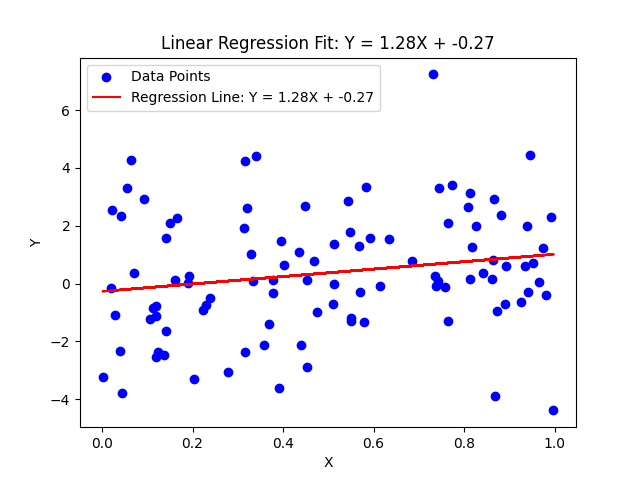 Linear Regression Fit: Y = 1.28X + -0.27
Data Points
Regression Line: Y = 1.28X + -0.27
6
4
2
0
−2
−4
Y
0.0 0.2 0.4 0.6 0.8 1.0
X